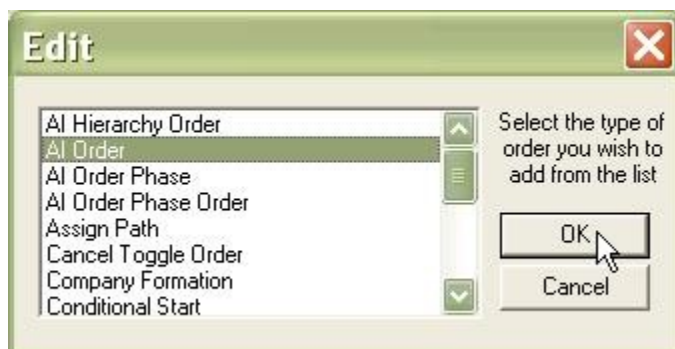 Edit
AI Hierarchy Order
AI Order
AI Order Phase
AI Order Phase Order
Assign Path
Cancel Toggle Order
Company Formation
Conditional Start
Select the type of
order you wish to
add from the list
OK
Cancel